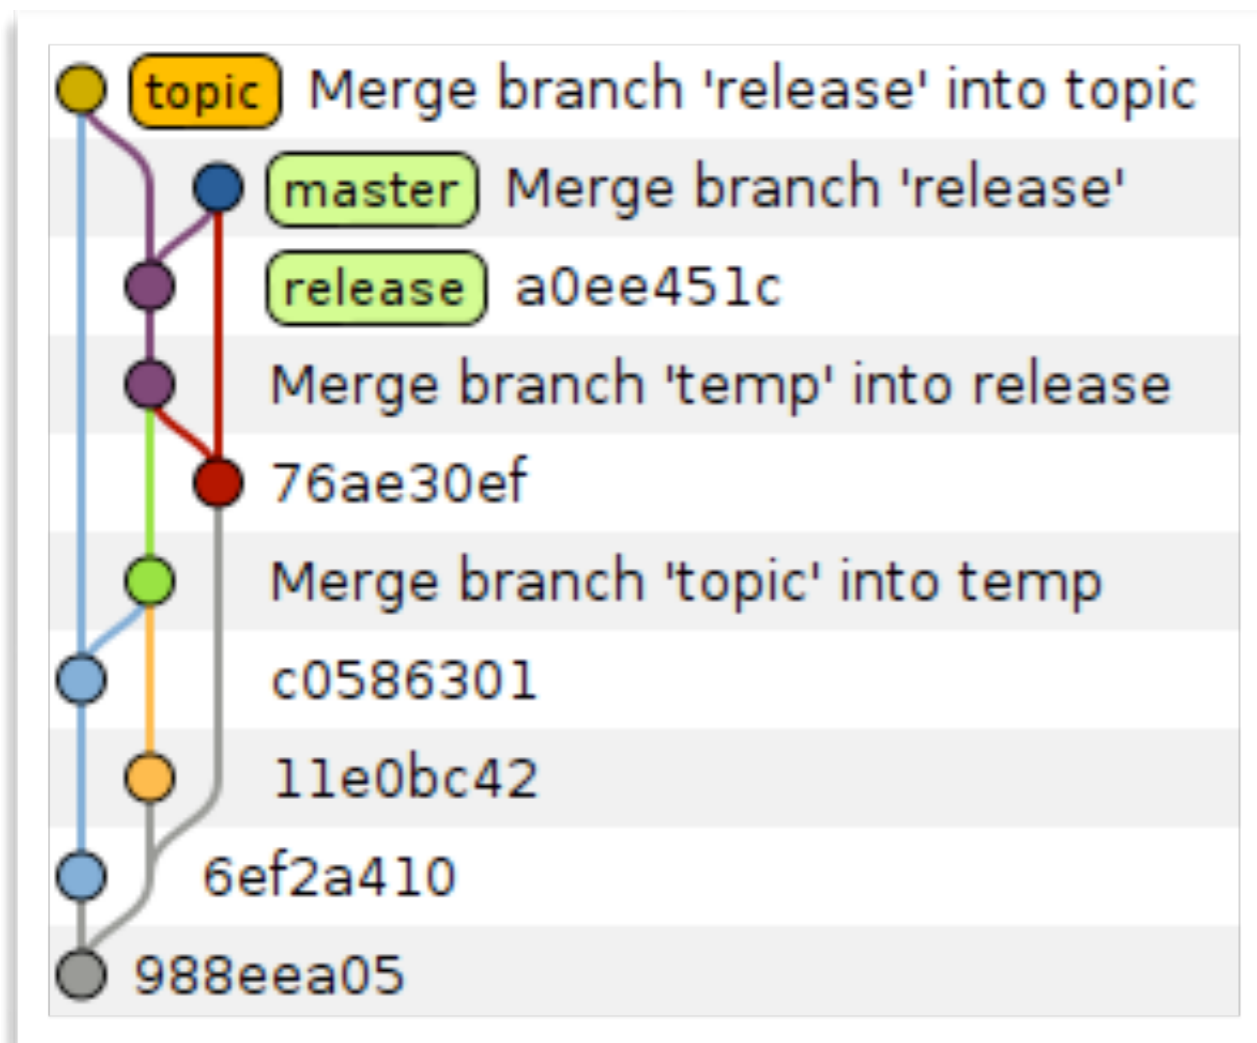 topic Merge branch 'release' into topic
master Merge branch 'release'
release a0ee451c
Merge branch 'temp' into release
76ae30ef
Merge branch 'topic' into temp
c0586301
11e0bc42
6ef2a410
988eea05